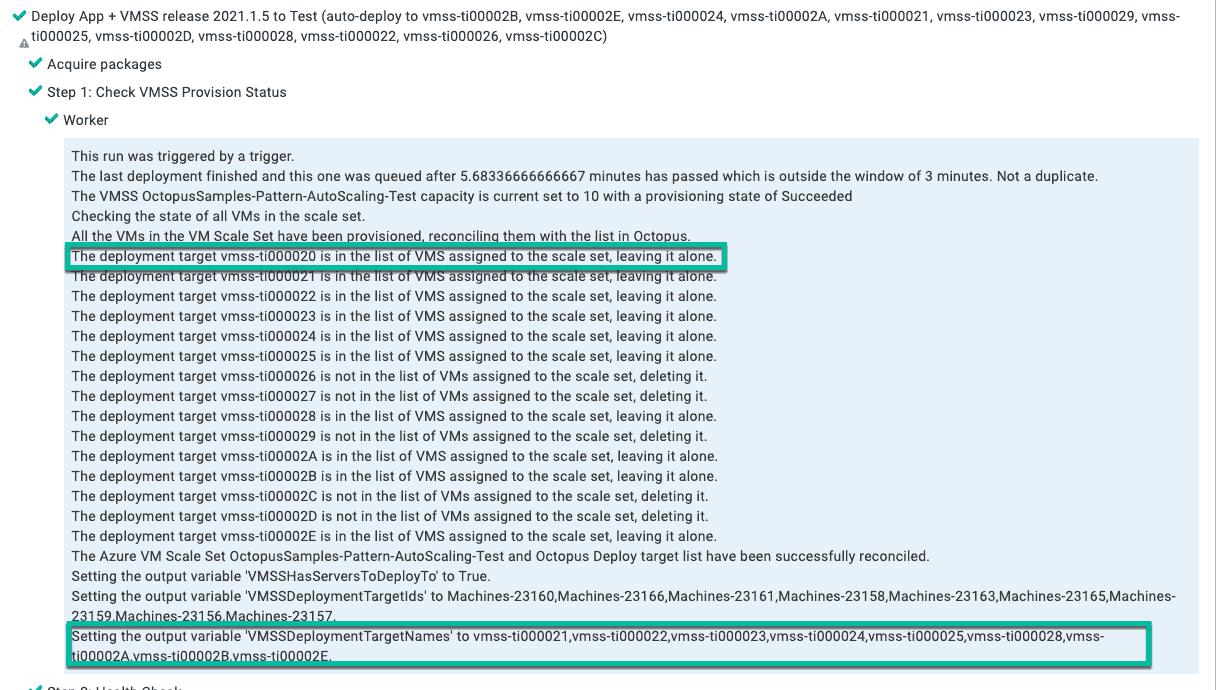 Deploy App + VMSS release 2021.1.5 to Test (auto-deploy to vmss-ti00002B, vmss-ti00002E, vmss-ti000024, vmss-ti00002A, vmss-ti000021, vmss-ti000023, vmss-ti000029, vmss-
ti000025, vmss-ti00002D, vmss-ti000028, vmss-ti000022, vmss-ti000026, vmss-ti00002C)
Acquire packages
Step 1: Check VMSS Provision Status
Worker
This run was triggered by a trigger.
The last deployment finished and this one was queued after 5.68336666666667 minutes has passed which is outside the window of 3 minutes. Not a duplicate.
The VMSS OctopusSamples-Pattern-AutoScaling-Test capacity is current set to 10 with a provisioning state of Succeeded
Checking the state of all VMs in the scale set.
All the VMs in the VM Scale Set have been provisioned, reconciling them with the list in Octopus.
The deployment target vmss-ti000020 is in the list of VMS assigned to the scale set, leaving it alone.
The deployment target vmss-ti000021 is in the list of VMS assigned to the scale set, leaving it alone.
The deployment target vmss-ti000022 is in the list of VMS assigned to the scale set, leaving it alone.
The deployment target vmss-ti000023 is in the list of VMS assigned to the scale set, leaving it alone.
The deployment target vmss-ti000024 is in the list of VMS assigned to the scale set, leaving it alone.
The deployment target vmss-ti000025 is in the list of VMS assigned to the scale set, leaving it alone.
The deployment target vmss-ti000026 is not in the list of VMs assigned to the scale set, deleting it.
The deployment target vmss-ti000027 is not in the list of VMs assigned to the scale set, deleting it.
The deployment target vmss-ti000028 is in the list of VMS assigned to the scale set, leaving it alone.
The deployment target vmss-ti000029 is not in the list of VMs assigned to the scale set, deleting it.
The deployment target vmss-ti00002A is in the list of VMS assigned to the scale set, leaving it alone.
The deployment target vmss-ti00002B is in the list of VMS assigned to the scale set, leaving it alone.
The deployment target vmss-ti00002C is not in the list of VMs assigned to the scale set, deleting it.
The deployment target vmss-ti00002D is not in the list of VMs assigned to the scale set, deleting it.
The deployment target vmss-ti00002E is in the list of VMS assigned to the scale set, leaving it alone.
The Azure VM Scale Set OctopusSamples-Pattern-AutoScaling-Test and Octopus Deploy target list have been successfully reconciled.
Setting the output variable 'VMSSHasServersToDeployTo' to True.
Setting the output variable 'VMSSDeploymentTargetIds' to Machines-23160,Machines-23166,Machines-23161,Machines-23158,Machines-23163,Machines-23165,Machines-
23159,Machines-23156,Machines-23157.
Setting the output variable 'VMSSDeploymentTargetNames' to vmss-ti000021,vmss-ti000022,vmss-ti000023,vmss-ti000024,vmss-ti000025,vmss-ti000028,vmss-
ti00002A,vmss-ti00002B,vmss-ti00002E.